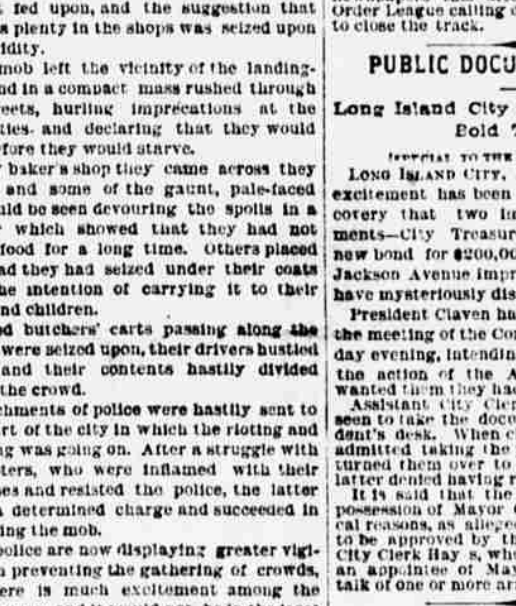 fed upon, and the suggestion that
s plenty in the shops was seized upon
idity.
mob left the vicinity of the landing-
nd in a compact mass rushed through
eets, hurling imprecations at the
ties. and declaring that they would
fore they would starve.
baker's shop they came across they
and some of the gaunt, pale-faced
uld be seen devouring the spoils in a
which showed that they had not
food for a long time. Others placed
ad they had seized under their coats
he intention of carrying it to their
nd children.
ed butchers' carts passing along the
were seized upon, their drivers hustled
and their contents hastily divided
the crowd.
chments of police were hastily sent to
rt of the city in which the rioting and
ng was going on. After a struggle with
ters, who were inflamed with their
ses and resisted the police, the latter
a determined charge and succeeded in
ing the mob.
police are now displaying greater vigi-
n preventing the gathering of crowds,
ere is much excitement among the
Order League calling
to close the track.
PUBLIC DOCU
Long Island City
Bold
TO THE
LONG ISLAND CITY,
excitement has been
covery that two im
ments—City Treasur
new bond for $200,00
Jackson Avenue impr
have mysteriously dis
President Claven ha
the meeting of the Co
day evening, intendin
the action of the A
wanted them they had
Assistant City Cler
seen to take the docu
dent's desk. When c
admitted taking the
turned them over to
latter denied having r
It is said that the
possession of Mayor
cal reasons, as allege
to be approved by th
City Clerk Hay s, wh
an appointee of May
talk of one or more ar